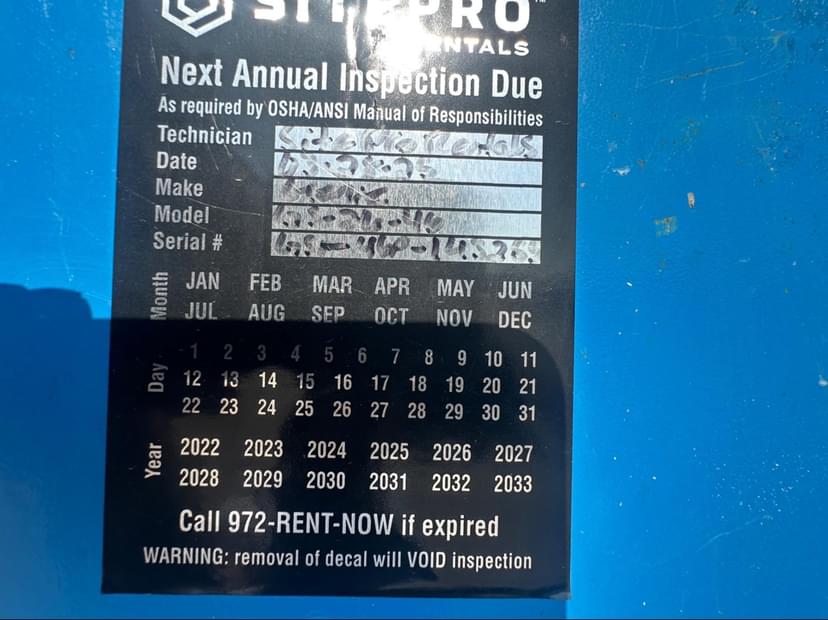 SITEPRO
RENTALS
Next Annual Inspection Due
As required by OSHA/ANSI Manual of Responsibilities
Technician Site Pro Rentals
Date
Make
Model
Serial #
Month
JAN FEB MAR APR MAY JUN
JUL AUG SEP OCT NOV DEC
Day
1 2 3 4 5 6 7 8 9 10 11
12 13 14 15 16 17 18 19 20 21
22 23 24 25 26 27 28 29 30 31
Year
2022 2023 2024 2025 2026 2027
2028 2029 2030 2031 2032 2033
Call 972-RENT-NOW if expired
WARNING: removal of decal will VOID inspection